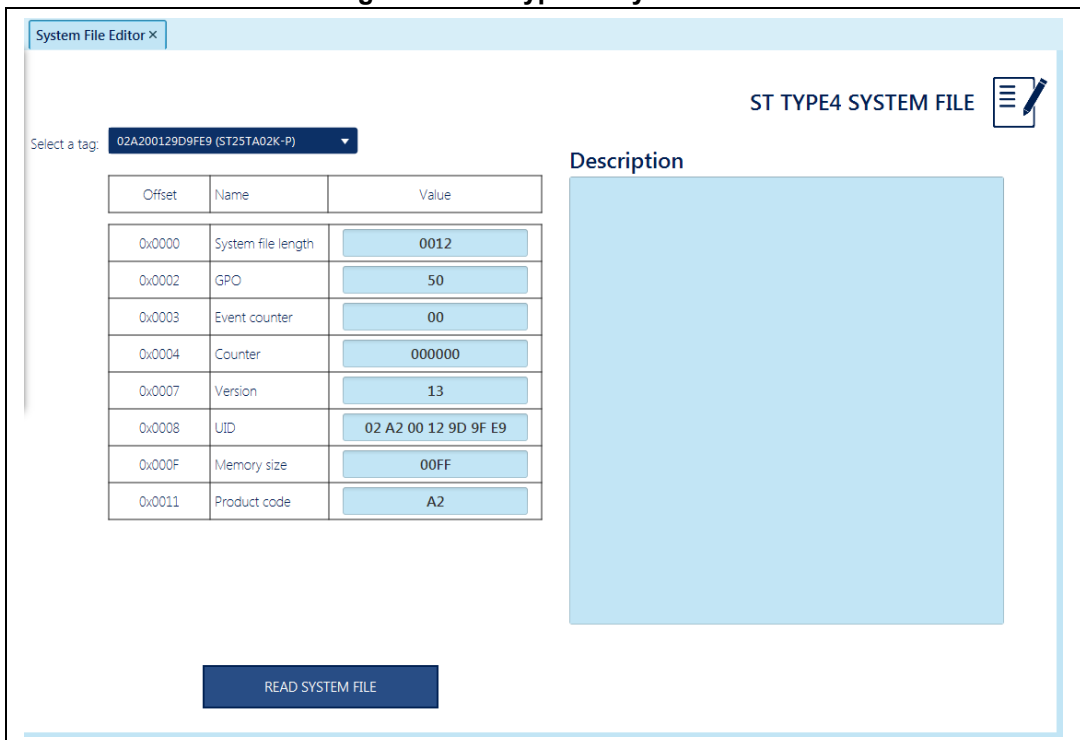 System File Editor ×
ST TYPE4 SYSTEM FILE
Select a tag: 02A200129D9FE9 (ST25TA02K-P)
Description
Offset Name Value
0x0000 System file length 0012
0x0002 GPO 50
0x0003 Event counter 00
0x0004 Counter 000000
0x0007 Version 13
0x0008 UID 02 A2 00 12 9D 9F E9
0x000F Memory size 00FF
0x0011 Product code A2
READ SYSTEM FILE